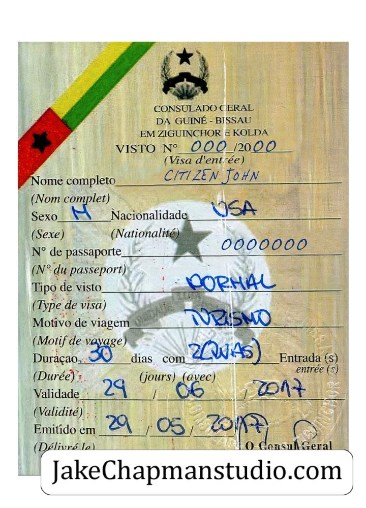 CONSULADO GERAL
DA GUINÉ - BISSAU
EM ZIGUINCHOR E KOLDA
VISTO Nº 000 /2000
(Visa d'entrée)
Nome completo CITIZEN JOHN
(Nom complet)
Sexo M Nacionalidade USA
(Sexe) (Nationalité)
Nº de passaporte 0000000
(Nº du passeport)
Tipo de visto NORMAL
(Type de visa)
Motivo de viagem TURISMO
(Motif de voyage)
Duraçao 30 dias com 2(DUAS) Entrada (s)
(Durée) (jours) (avec) entrée (s)
Validade 29 / 06 / 2017
(Validité)
Emitido em 29 / 05 / 2017
(Délivré le) O Consul Geral
JakeChapmanstudio.com